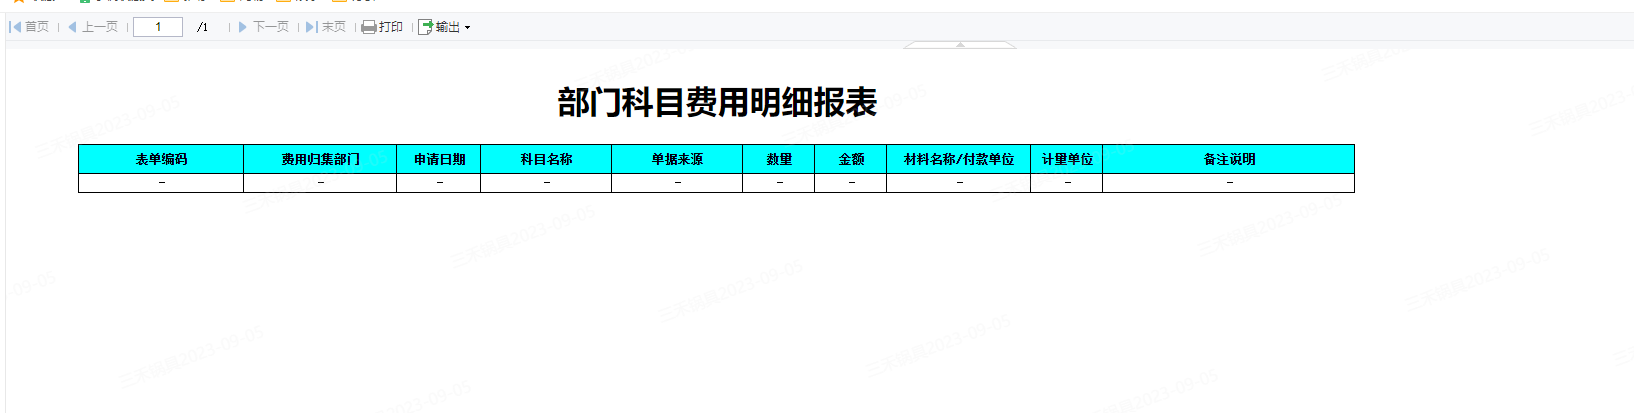 首页 上一页 1 /1 下一页 末页 打印 输出
部门科目费用明细报表
表单编码 费用归集部门 申请日期 科目名称 单据来源 数量 金额 材料名称/付款单位 计量单位 备注说明
– – – – – – – – – –
三禾锅具2023-09-05